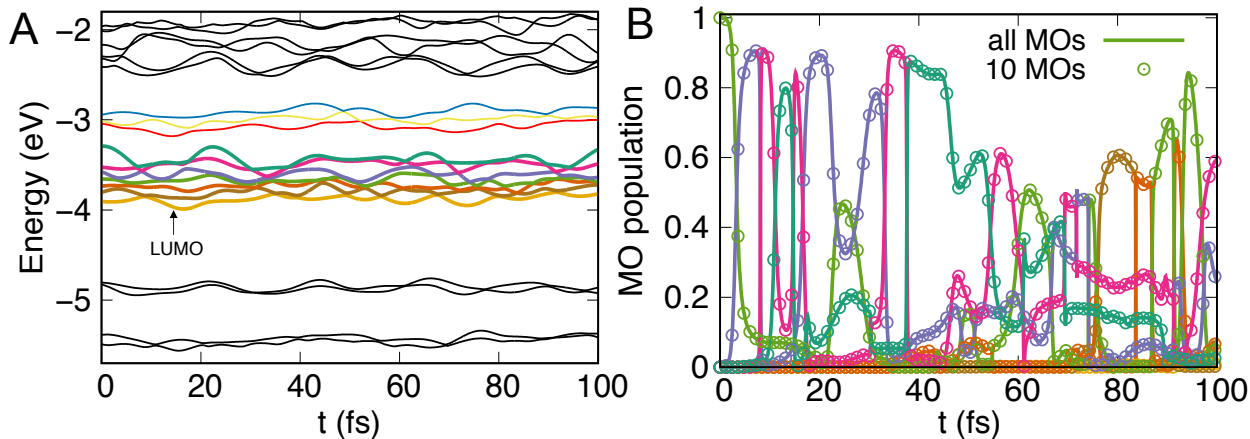 A
Energy (eV)
−2
−3
−4
−5
LUMO
0 20 40 60 80 100
t (fs)
B
MO population
1
0.8
0.6
0.4
0.2
0
all MOs
10 MOs
0 20 40 60 80 100
t (fs)